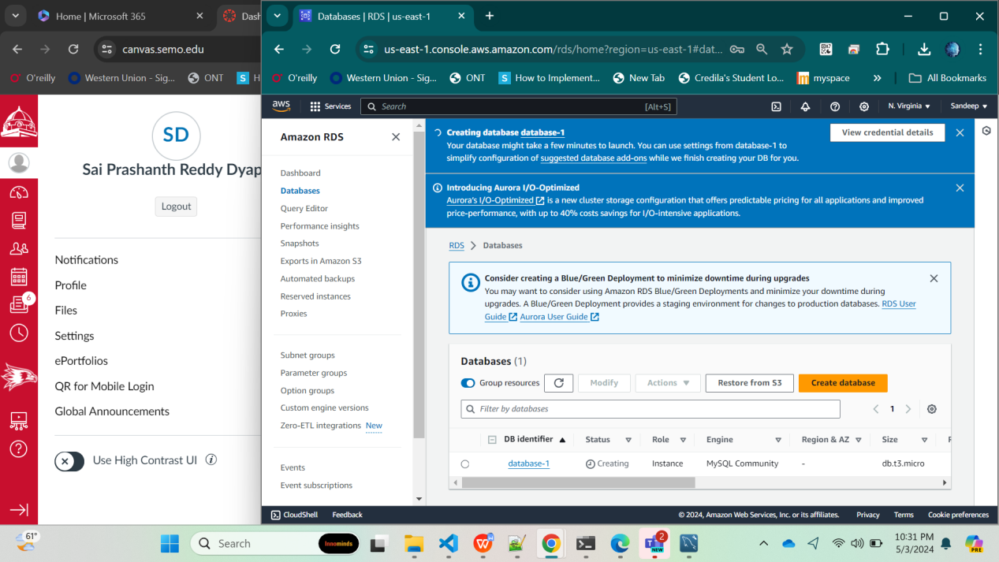 Home | Microsoft 365
Dash
Databases | RDS | us-east-1
canvas.semo.edu
us-east-1.console.aws.amazon.com/rds/home?region=us-east-1#dat...
O'reilly
Western Union - Sig...
ONT
S
H
O'reilly
Western Union - Sig...
ONT
S
How to Implement...
New Tab
Credila's Student Lo...
m
myspace
»
All Bookmarks
SD
Sai Prashanth Reddy Dyap
Logout
Notifications
Profile
Files
Settings
ePortfolios
QR for Mobile Login
Global Announcements
Use High Contrast UI
6
aws
Services
Search
[Alt+S]
N. Virginia
Sandeep
Amazon RDS
Dashboard
Databases
Query Editor
Performance insights
Snapshots
Exports in Amazon S3
Automated backups
Reserved instances
Proxies
Subnet groups
Parameter groups
Option groups
Custom engine versions
Zero-ETL integrations New
Events
Event subscriptions
Creating database database-1
Your database might take a few minutes to launch. You can use settings from database-1 to
simplify configuration of suggested database add-ons while we finish creating your DB for you.
View credential details
Introducing Aurora I/O-Optimized
Aurora's I/O-Optimized is a new cluster storage configuration that offers predictable pricing for all applications and improved
price-performance, with up to 40% costs savings for I/O-intensive applications.
RDS
Databases
Consider creating a Blue/Green Deployment to minimize downtime during upgrades
You may want to consider using Amazon RDS Blue/Green Deployments and minimize your downtime during
upgrades. A Blue/Green Deployment provides a staging environment for changes to production databases. RDS User
Guide Aurora User Guide
Databases (1)
Group resources
Modify
Actions
Restore from S3
Create database
Filter by databases
1
DB identifier
Status
Role
Engine
Region & AZ
Size
database-1
Creating
Instance
MySQL Community
-
db.t3.micro
CloudShell
Feedback
© 2024, Amazon Web Services, Inc. or its affiliates.
Privacy
Terms
Cookie preferences
61°
Search
Innominds
2
NEW
10:31 PM
5/3/2024
PRE